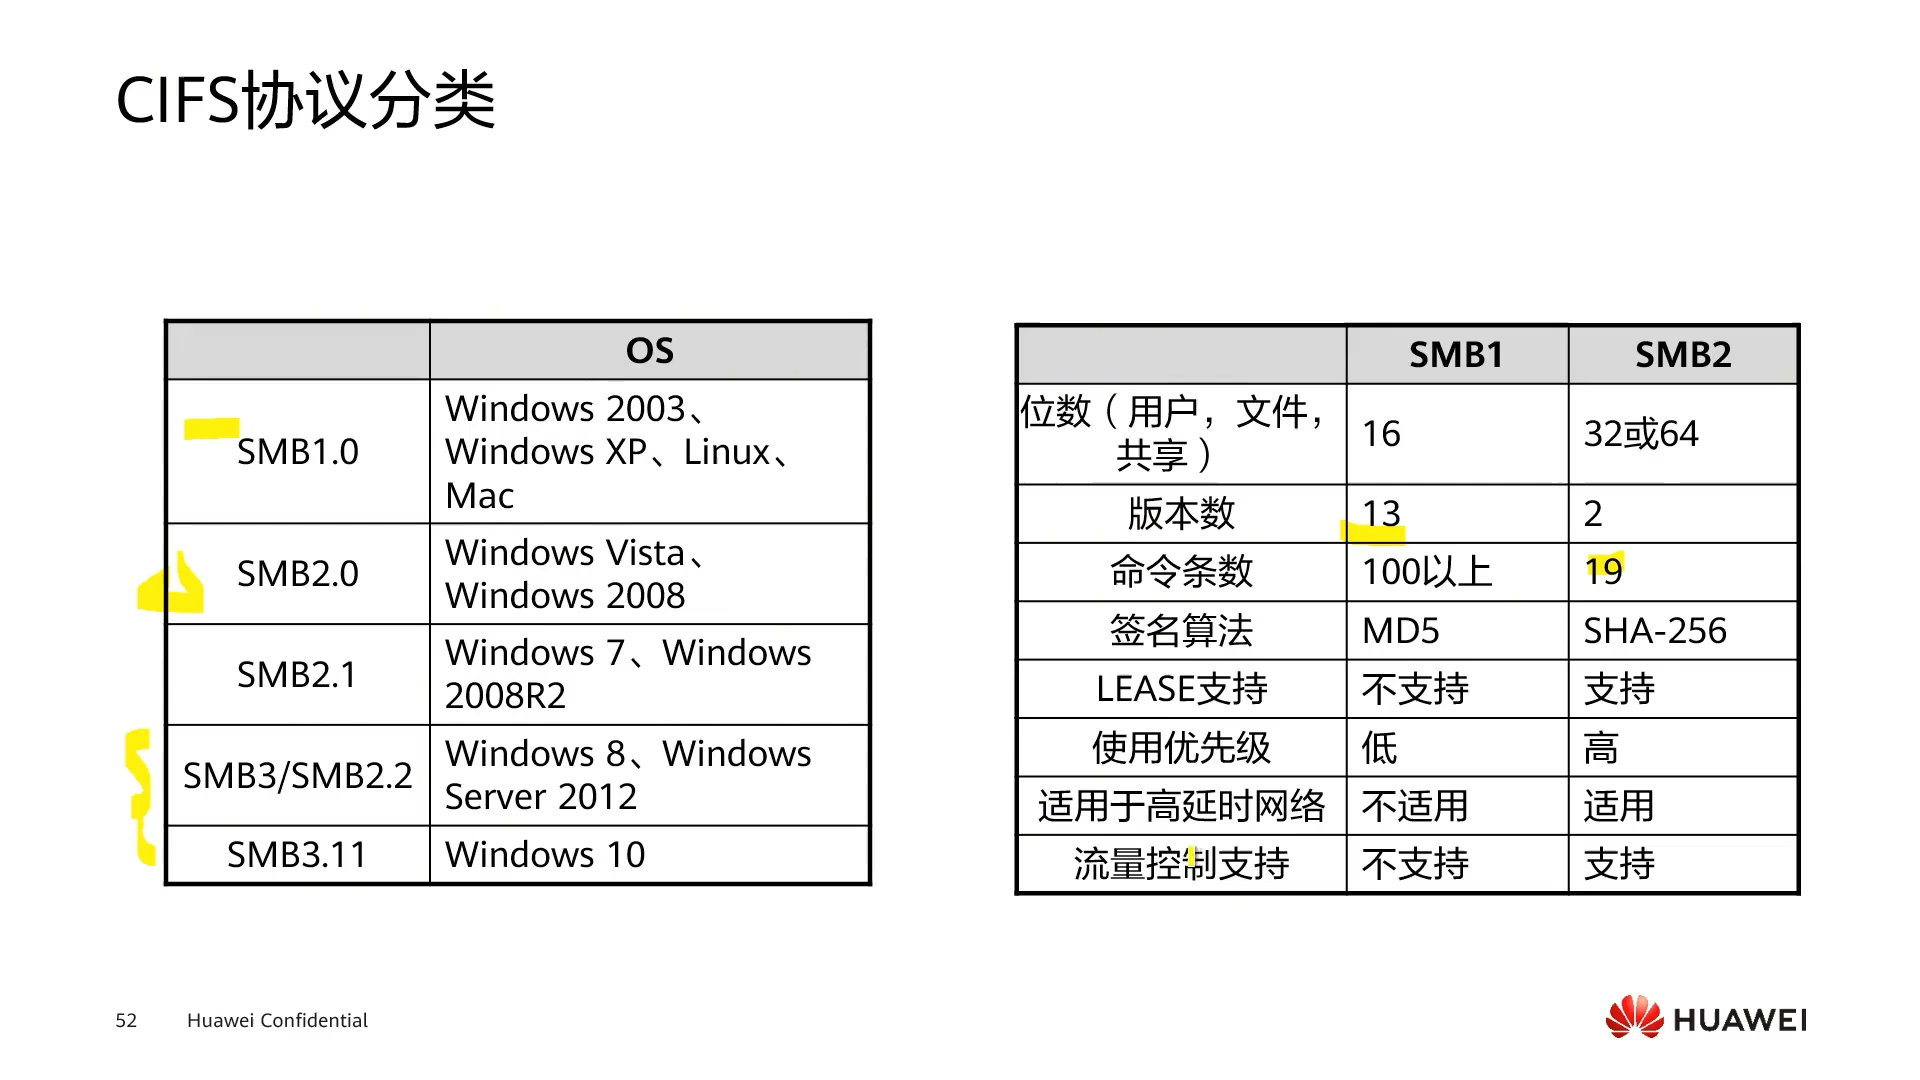 CIFS协议分类
OS
SMB1.0
Windows 2003、
Windows XP、Linux、
Mac
SMB2.0
Windows Vista、
Windows 2008
SMB2.1
Windows 7、Windows
2008R2
SMB3/SMB2.2
Windows 8、Windows
Server 2012
SMB3.11
Windows 10
SMB1
SMB2
位数（用户，文件，
共享）
16
32或64
版本数
13
2
命令条数
100以上
19
签名算法
MD5
SHA-256
LEASE支持
不支持
支持
使用优先级
低
高
适用于高延时网络
不适用
适用
流量控制支持
不支持
支持
52
Huawei Confidential
HUAWEI